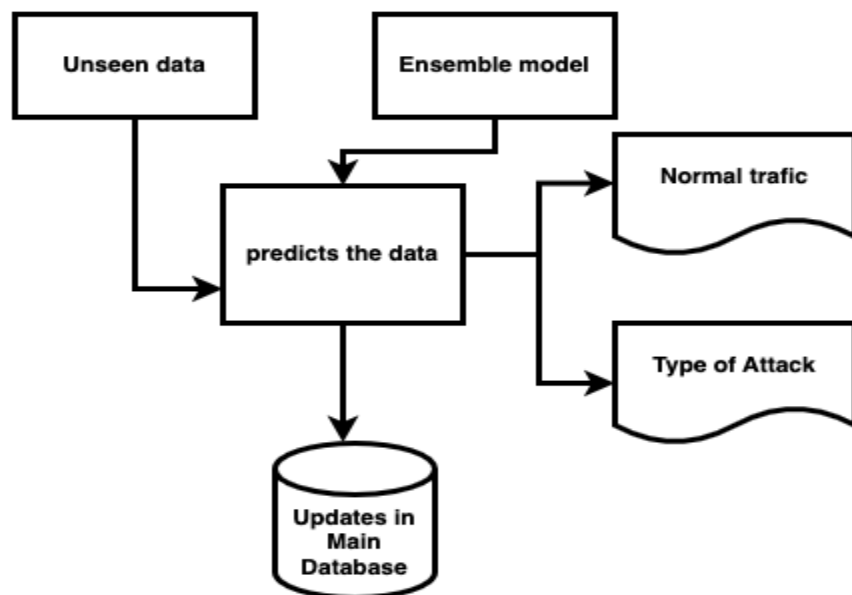 Unseen data
Ensemble model
Normal trafic
predicts the data
Type of Attack
Updates in
Main
Database